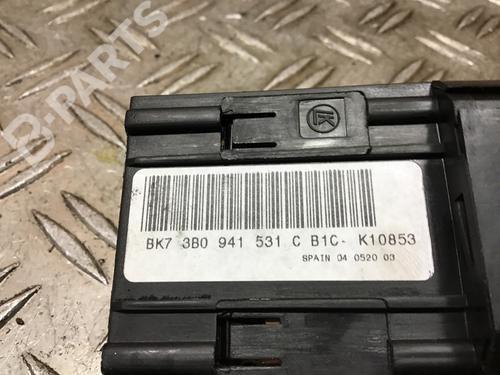 B-PARTS
K
BK7 3B0 941 531 C B1C- K10853
SPAIN 04 0520 03